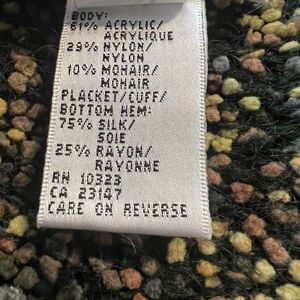 BODY:
61% ACRYLIC/
ACRYLIQUE
29% NYLON/
NYLON
10% MOHAIR/
MOHAIR
PLACKET/CUFF/
BOTTOM HEM:
75% SILK/
SOIE
25% RAYON/
RAYONNE
RN 10323
CA 23147
CARE ON REVERSE